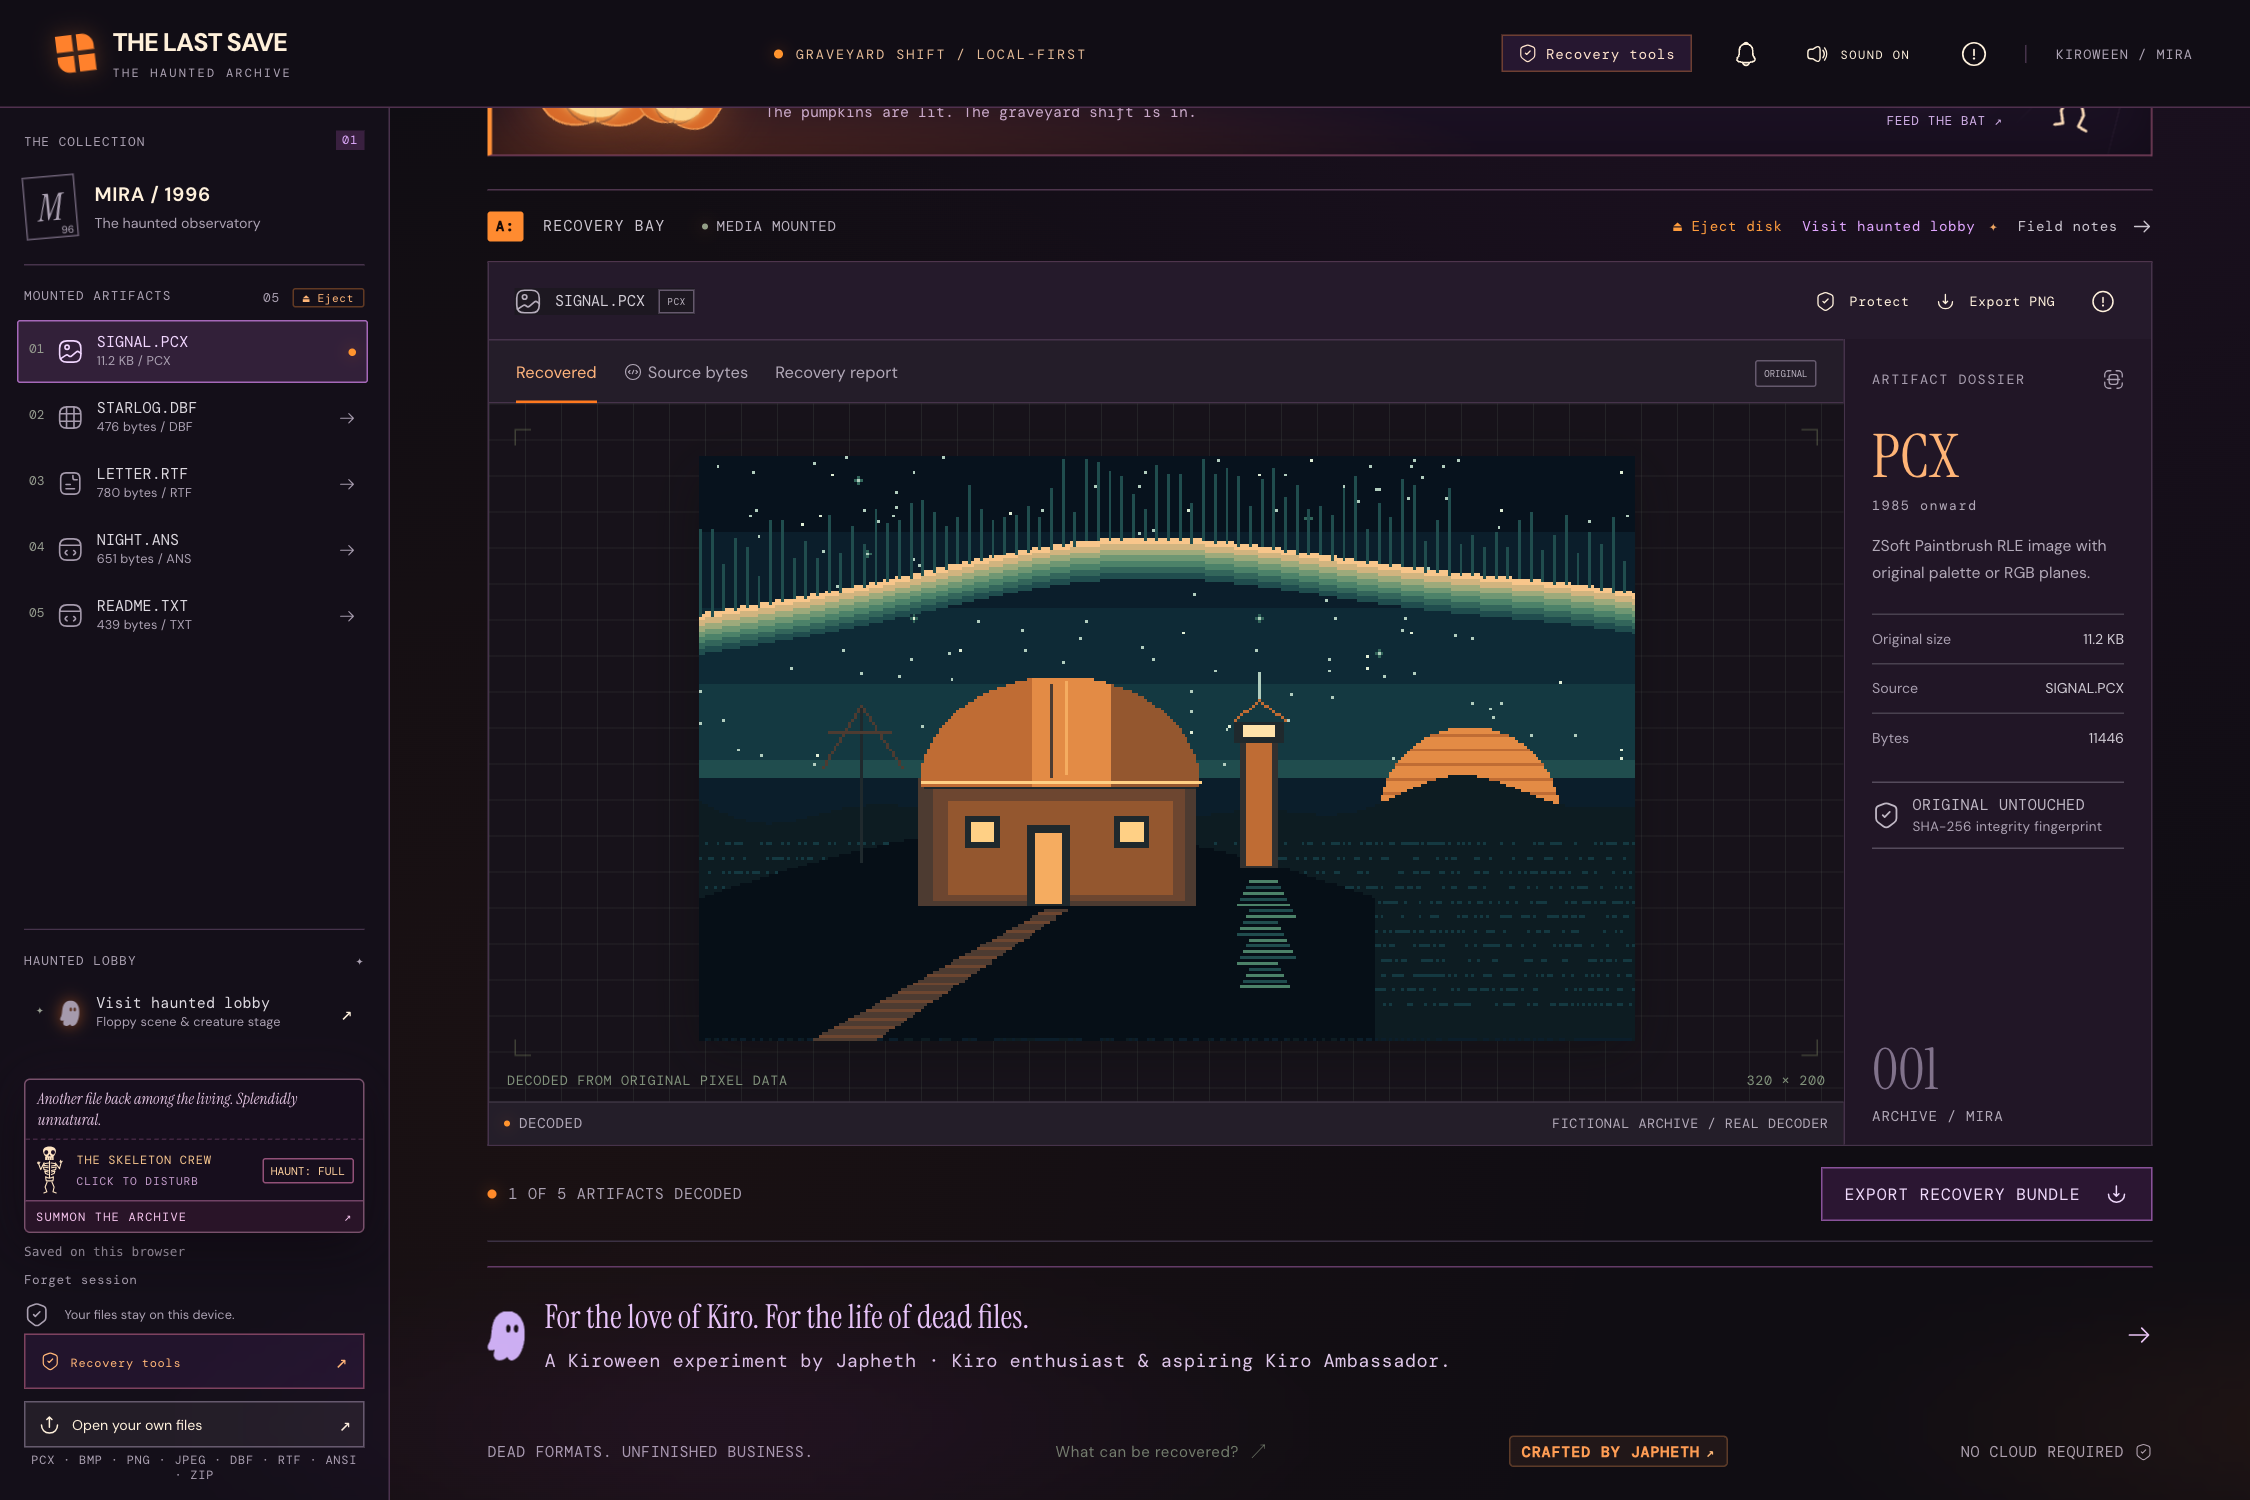 THE LAST SAVE
THE HAUNTED ARCHIVE
GRAVEYARD SHIFT / LOCAL-FIRST
Recovery tools
SOUND ON
KIROWEEN / MIRA
THE COLLECTION
01
M
96
MIRA / 1996
The haunted observatory
MOUNTED ARTIFACTS
05
⏏ Eject
01
SIGNAL.PCX
11.2 KB / PCX
02
STARLOG.DBF
476 bytes / DBF
03
LETTER.RTF
780 bytes / RTF
04
NIGHT.ANS
651 bytes / ANS
05
README.TXT
439 bytes / TXT
HAUNTED LOBBY
Visit haunted lobby
Floppy scene & creature stage
Another file back among the living. Splendidly
unnatural.
THE SKELETON CREW
CLICK TO DISTURB
HAUNT: FULL
SUMMON THE ARCHIVE ↗
Saved on this browser
Forget session
Your files stay on this device.
Recovery tools ↗
Open your own files ↗
PCX · BMP · PNG · JPEG · DBF · RTF · ANSI
· ZIP
The pumpkins are lit. The graveyard shift is in.
FEED THE BAT ↗
A:
RECOVERY BAY
MEDIA MOUNTED
⏏ Eject disk
Visit haunted lobby ✦
Field notes →
SIGNAL.PCX
PCX
Protect
Export PNG
Recovered
Source bytes
Recovery report
ORIGINAL
DECODED FROM ORIGINAL PIXEL DATA
320 × 200
DECODED
FICTIONAL ARCHIVE / REAL DECODER
ARTIFACT DOSSIER
PCX
1985 onward
ZSoft Paintbrush RLE image with
original palette or RGB planes.
Original size 11.2 KB
Source SIGNAL.PCX
Bytes 11446
ORIGINAL UNTOUCHED
SHA-256 integrity fingerprint
001
ARCHIVE / MIRA
1 OF 5 ARTIFACTS DECODED
EXPORT RECOVERY BUNDLE
For the love of Kiro. For the life of dead files.
A Kiroween experiment by Japheth · Kiro enthusiast & aspiring Kiro Ambassador.
DEAD FORMATS. UNFINISHED BUSINESS.
What can be recovered? ↗
CRAFTED BY JAPHETH ↗
NO CLOUD REQUIRED